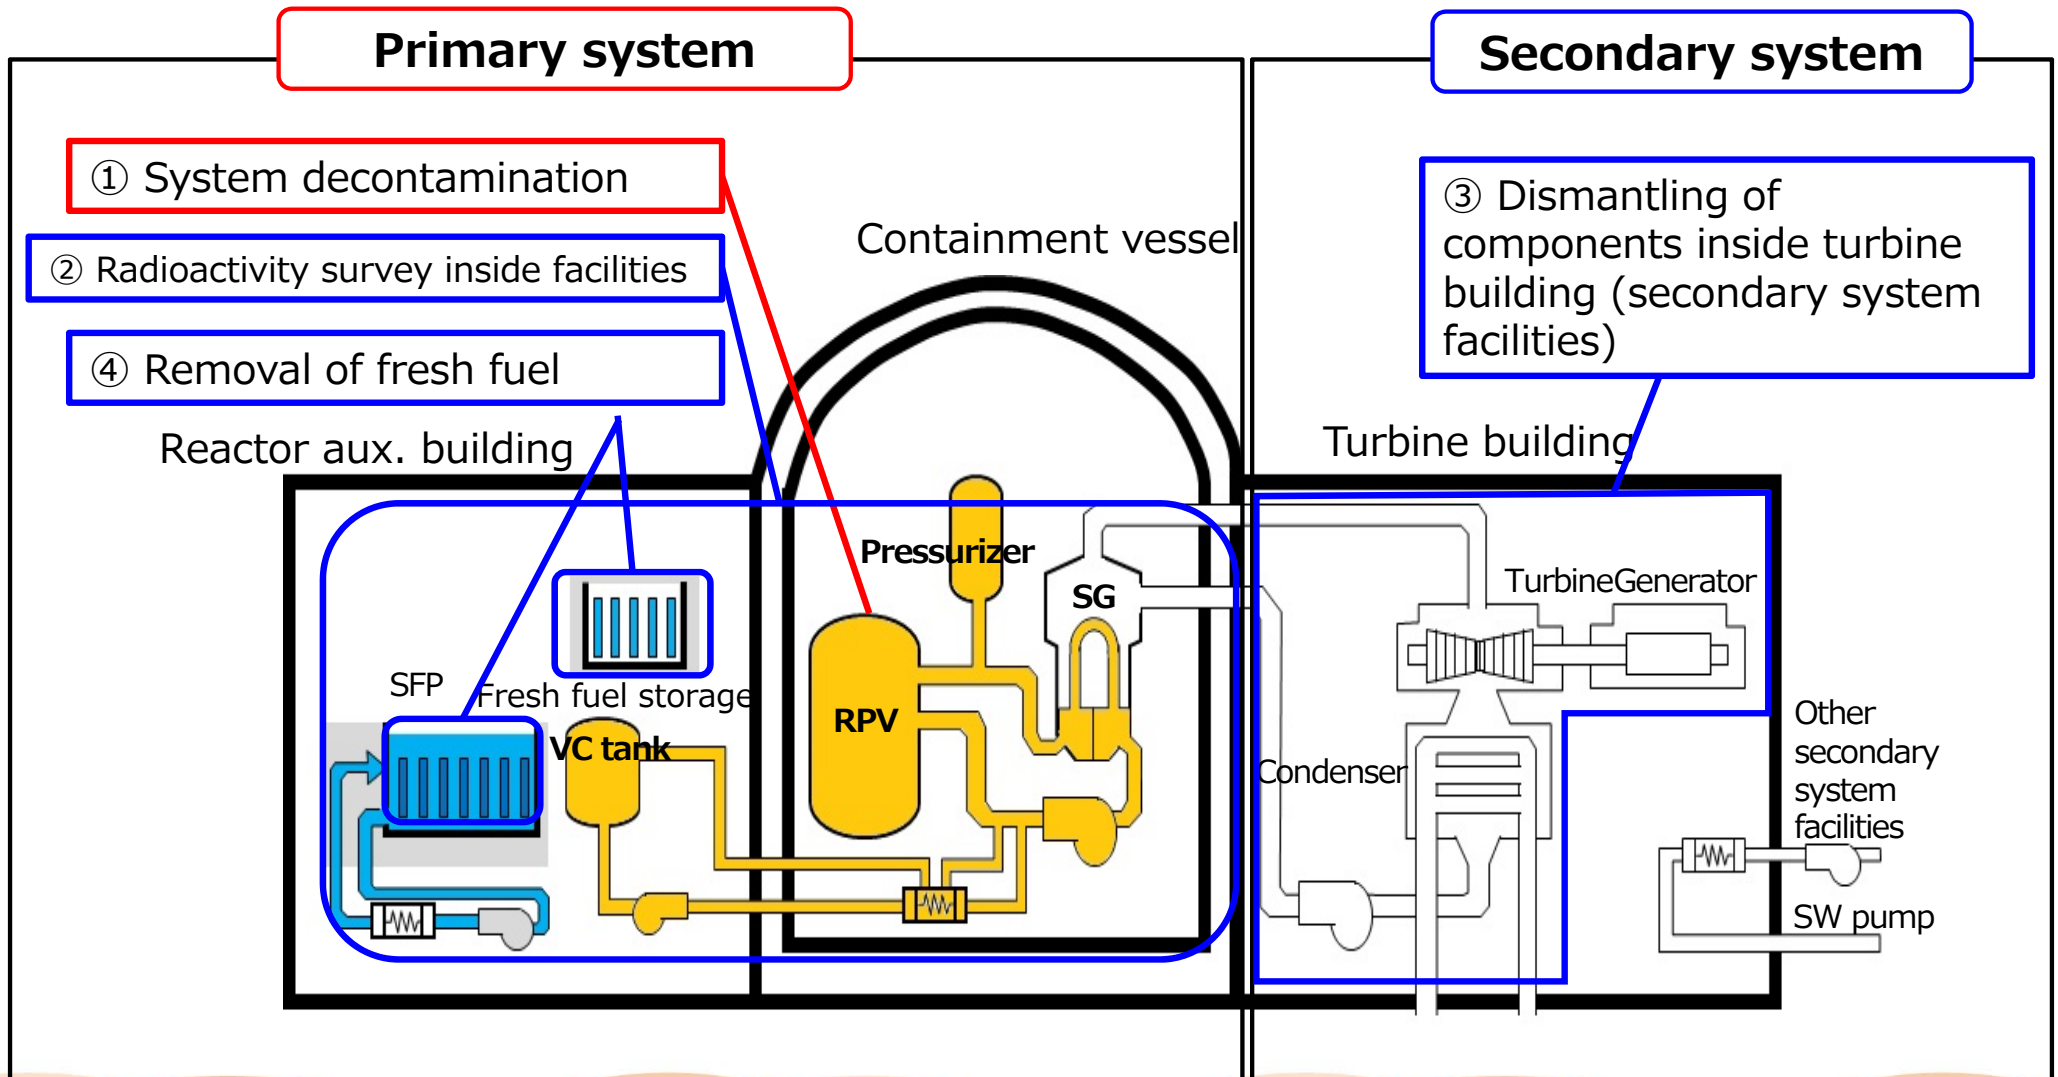 Primary system
Secondary system
① System decontamination
② Radioactivity survey inside facilities
④ Removal of fresh fuel
③ Dismantling of
components inside turbine
building (secondary system
facilities)
Containment vessel
Reactor aux. building
Turbine building
Pressurizer
SG
TurbineGenerator
SFP
Fresh fuel storage
VC tank
RPV
Condenser
Other
secondary
system
facilities
SW pump